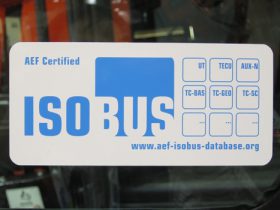 AEF Certified
UT TECU AUX-N
TC-BAS TC-GEO TC-SC
... ... ...
ISOBUS
www.aef-isobus-database.org